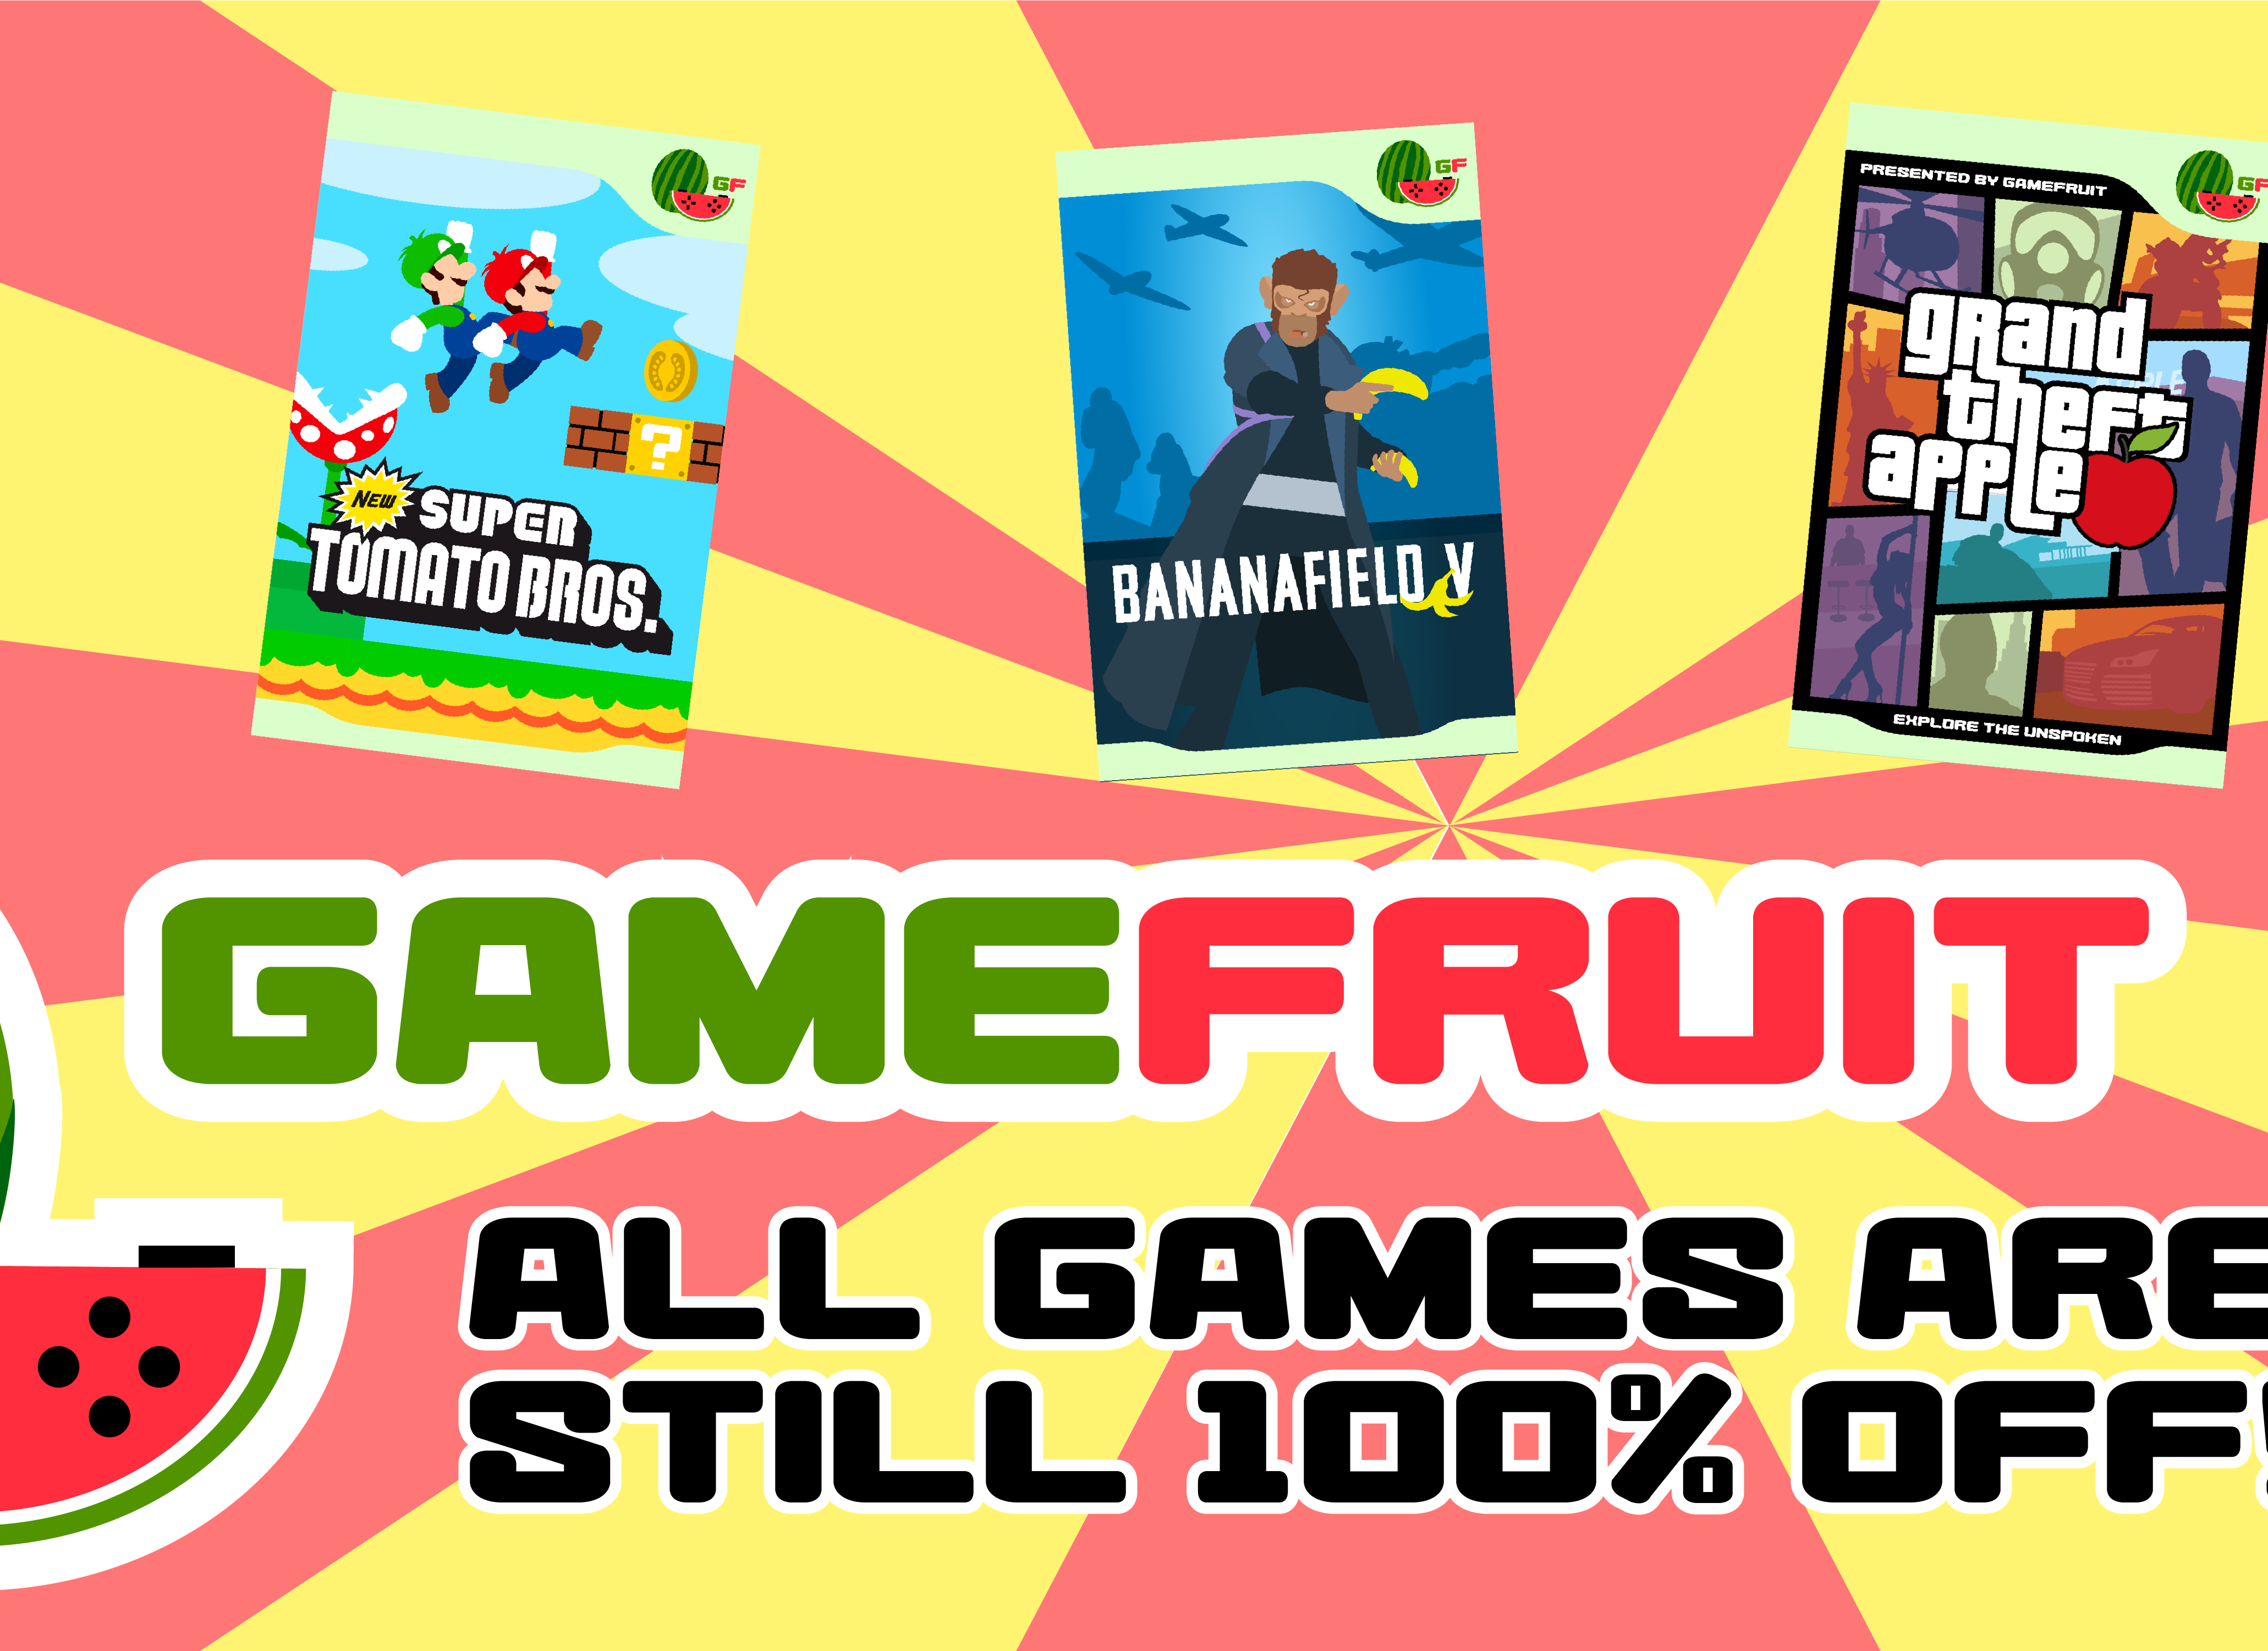 GF
NEW SUPER
TOMATO BROS.
GF
BANANAFIELD V
GF
PRESENTED BY GAMEFRUIT
grand
theft
apple
EXPLORE THE UNSPOKEN
GAMEFRUIT
ALL GAMES ARE
STILL 100% OFF